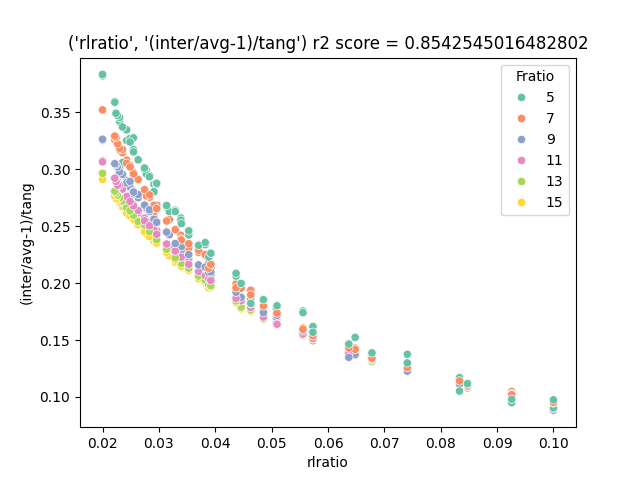 ('rlratio', '(inter/avg-1)/tang') r2 score = 0.8542545016482802
Fratio
5
7
9
11
13
15
0.35
0.30
0.25
0.20
0.15
0.10
(inter/avg-1)/tang
0.02 0.03 0.04 0.05 0.06 0.07 0.08 0.09 0.10
rlratio